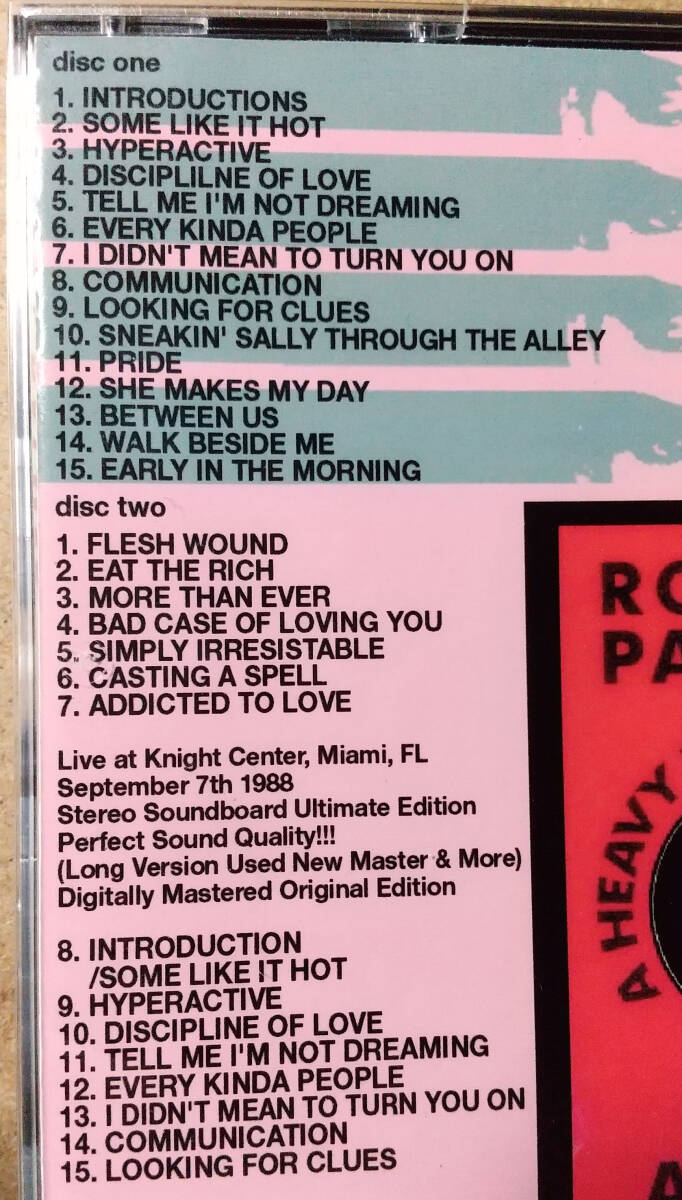 disc one
1. INTRODUCTIONS
2. SOME LIKE IT HOT
3. HYPERACTIVE
4. DISCIPLILNE OF LOVE
5. TELL ME I'M NOT DREAMING
6. EVERY KINDA PEOPLE
7. I DIDN'T MEAN TO TURN YOU ON
8. COMMUNICATION
9. LOOKING FOR CLUES
10. SNEAKIN' SALLY THROUGH THE ALLEY
11. PRIDE
12. SHE MAKES MY DAY
13. BETWEEN US
14. WALK BESIDE ME
15. EARLY IN THE MORNING
disc two
1. FLESH WOUND
2. EAT THE RICH
3. MORE THAN EVER
4. BAD CASE OF LOVING YOU
5. SIMPLY IRRESISTABLE
6. CASTING A SPELL
7. ADDICTED TO LOVE
Live at Knight Center, Miami, FL
September 7th 1988
Stereo Soundboard Ultimate Edition
Perfect Sound Quality!!!
(Long Version Used New Master & More)
Digitally Mastered Original Edition
8. INTRODUCTION
/SOME LIKE IT HOT
9. HYPERACTIVE
10. DISCIPLINE OF LOVE
11. TELL ME I'M NOT DREAMING
12. EVERY KINDA PEOPLE
13. I DIDN'T MEAN TO TURN YOU ON
14. COMMUNICATION
15. LOOKING FOR CLUES
RO
PA
A HEAVY